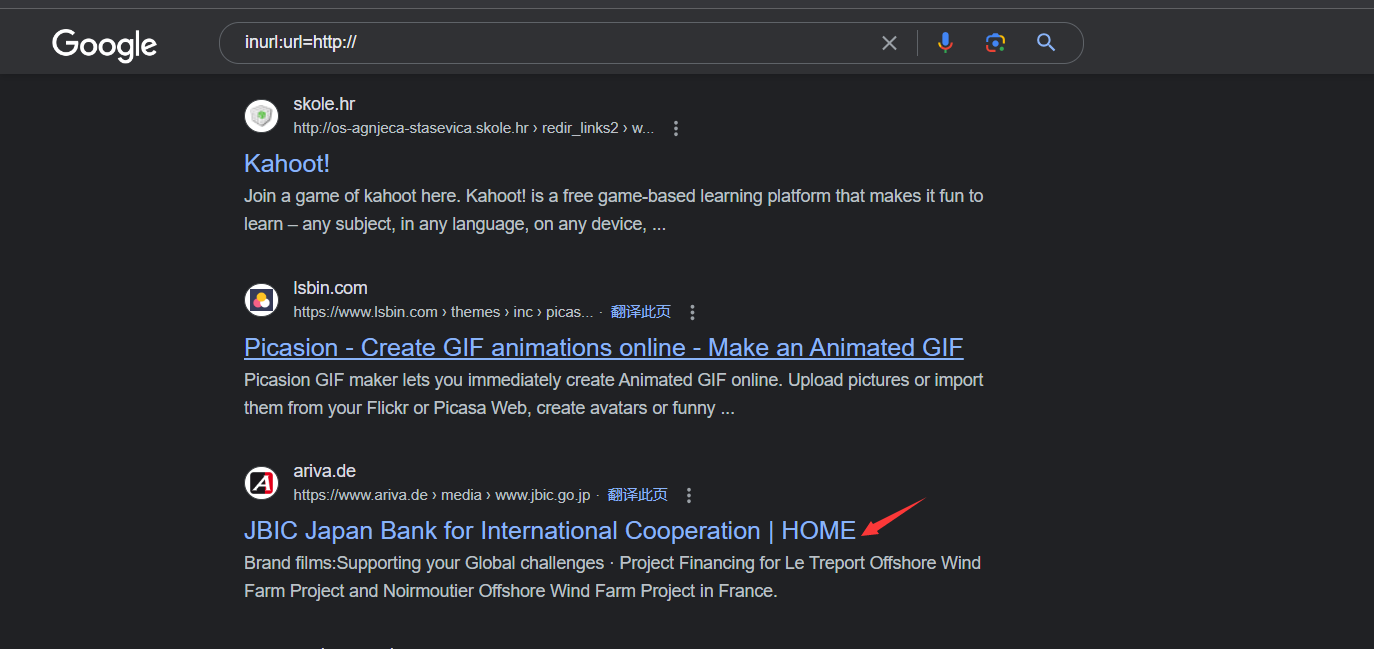 Google
inurl:url=http://
skole.hr
http://os-agnjeca-stasevica.skole.hr › redir_links2 › w...
Kahoot!
Join a game of kahoot here. Kahoot! is a free game-based learning platform that makes it fun to
learn – any subject, in any language, on any device, ...
lsbin.com
https://www.lsbin.com › themes › inc › picas... · 翻译此页
Picasion - Create GIF animations online - Make an Animated GIF
Picasion GIF maker lets you immediately create Animated GIF online. Upload pictures or import
them from your Flickr or Picasa Web, create avatars or funny ...
ariva.de
https://www.ariva.de › media › www.jbic.go.jp · 翻译此页
JBIC Japan Bank for International Cooperation | HOME
Brand films:Supporting your Global challenges · Project Financing for Le Treport Offshore Wind
Farm Project and Noirmoutier Offshore Wind Farm Project in France.